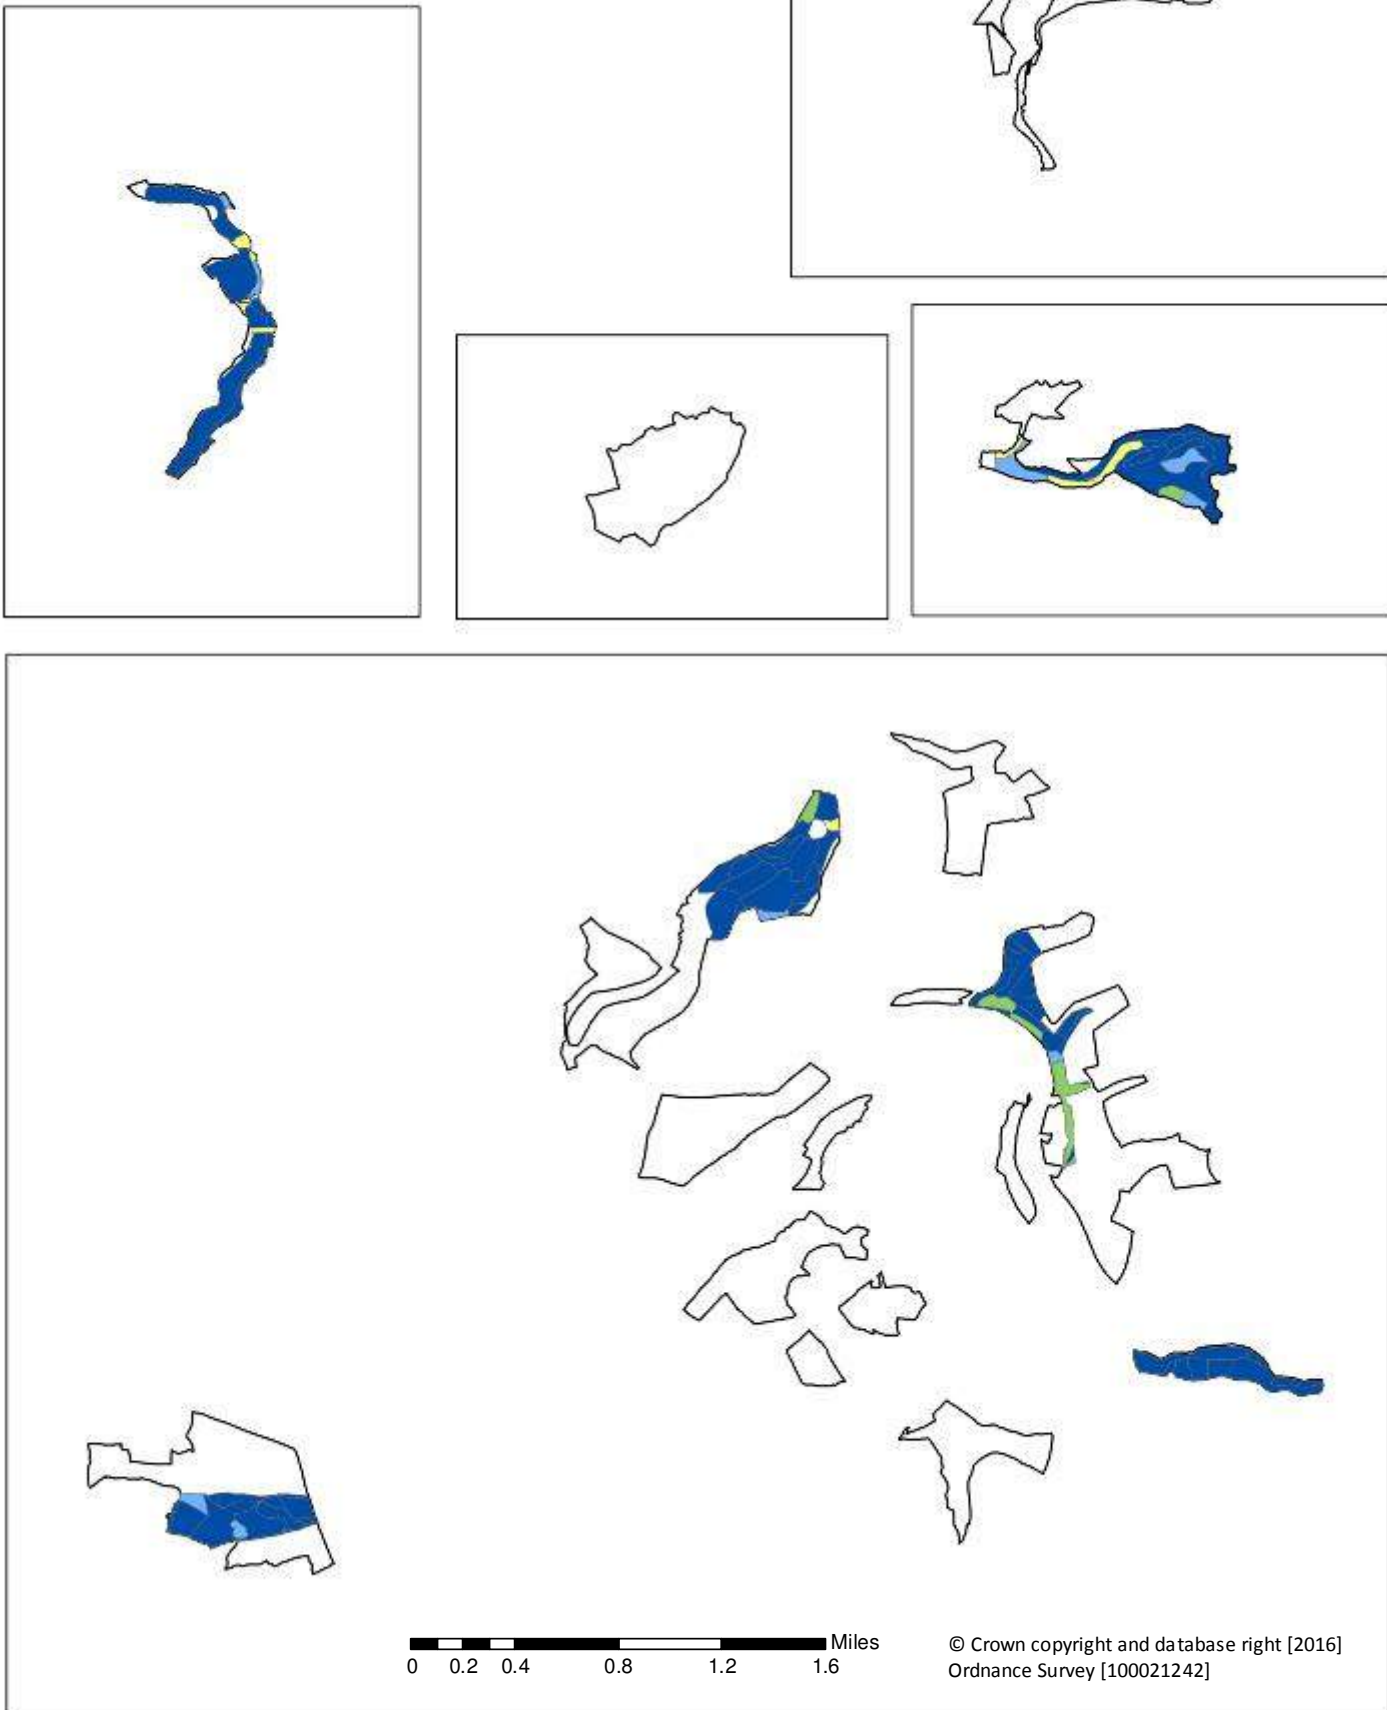 Miles
0 0.2 0.4 0.8 1.2 1.6
© Crown copyright and database right [2016]
Ordnance Survey [100021242]